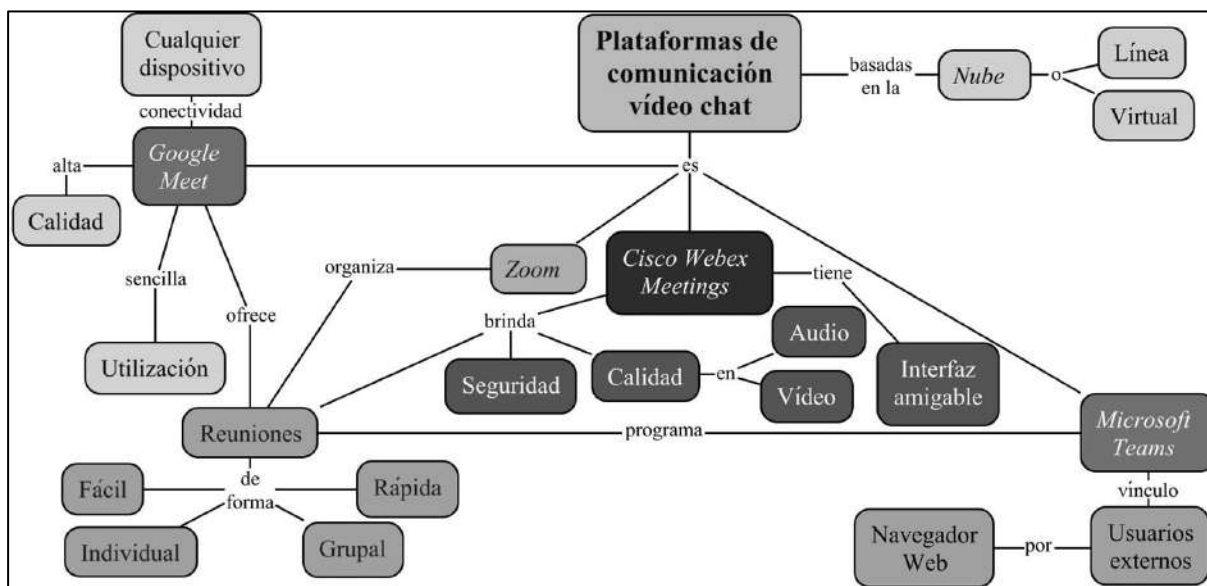 Cualquier
dispositivo
conectividad
Google
Meet
alta
Calidad
sencilla
Utilización
ofrece
Plataformas de
comunicación
vídeo chat
basadas
en la
Nube
o
Línea
Virtual
es
organiza
Zoom
Cisco Webex
Meetings
tiene
brinda
Seguridad
Calidad
en
Audio
Vídeo
Interfaz
amigable
Reuniones
programa
Microsoft
Teams
de
forma
Fácil
Rápida
Individual
Grupal
vínculo
Usuarios
externos
por
Navegador
Web